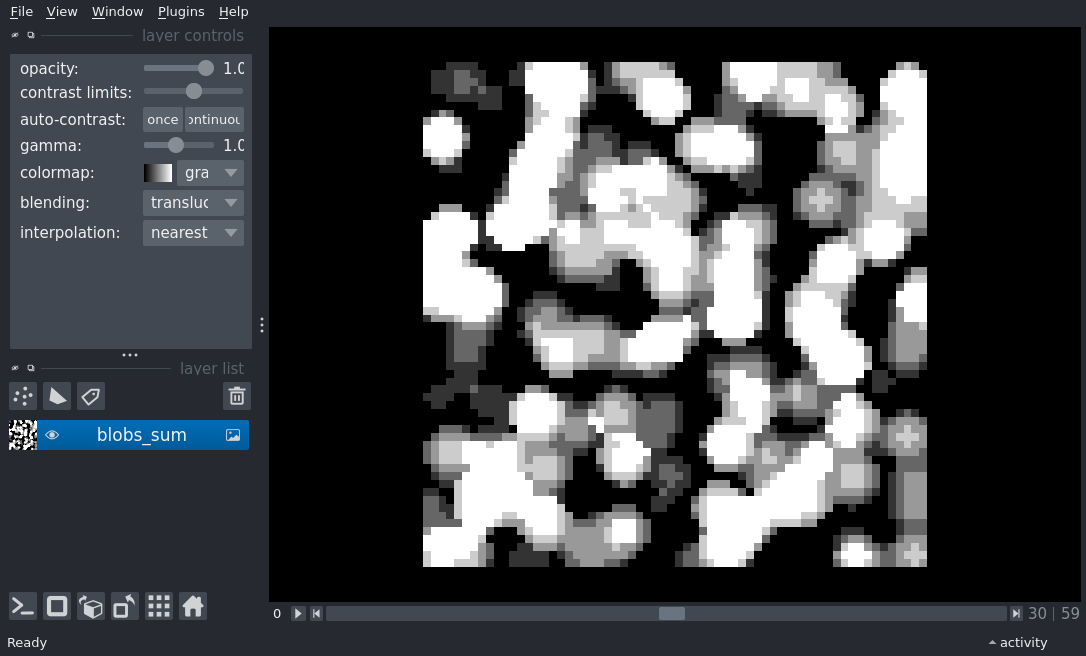 File View Window Plugins Help
layer controls
opacity: 1.0
contrast limits:
auto-contrast: once ontinuou
gamma: 1.0
colormap: gra
blending: transluc
interpolation: nearest
layer list
blobs_sum
0 30 | 59
Ready activity